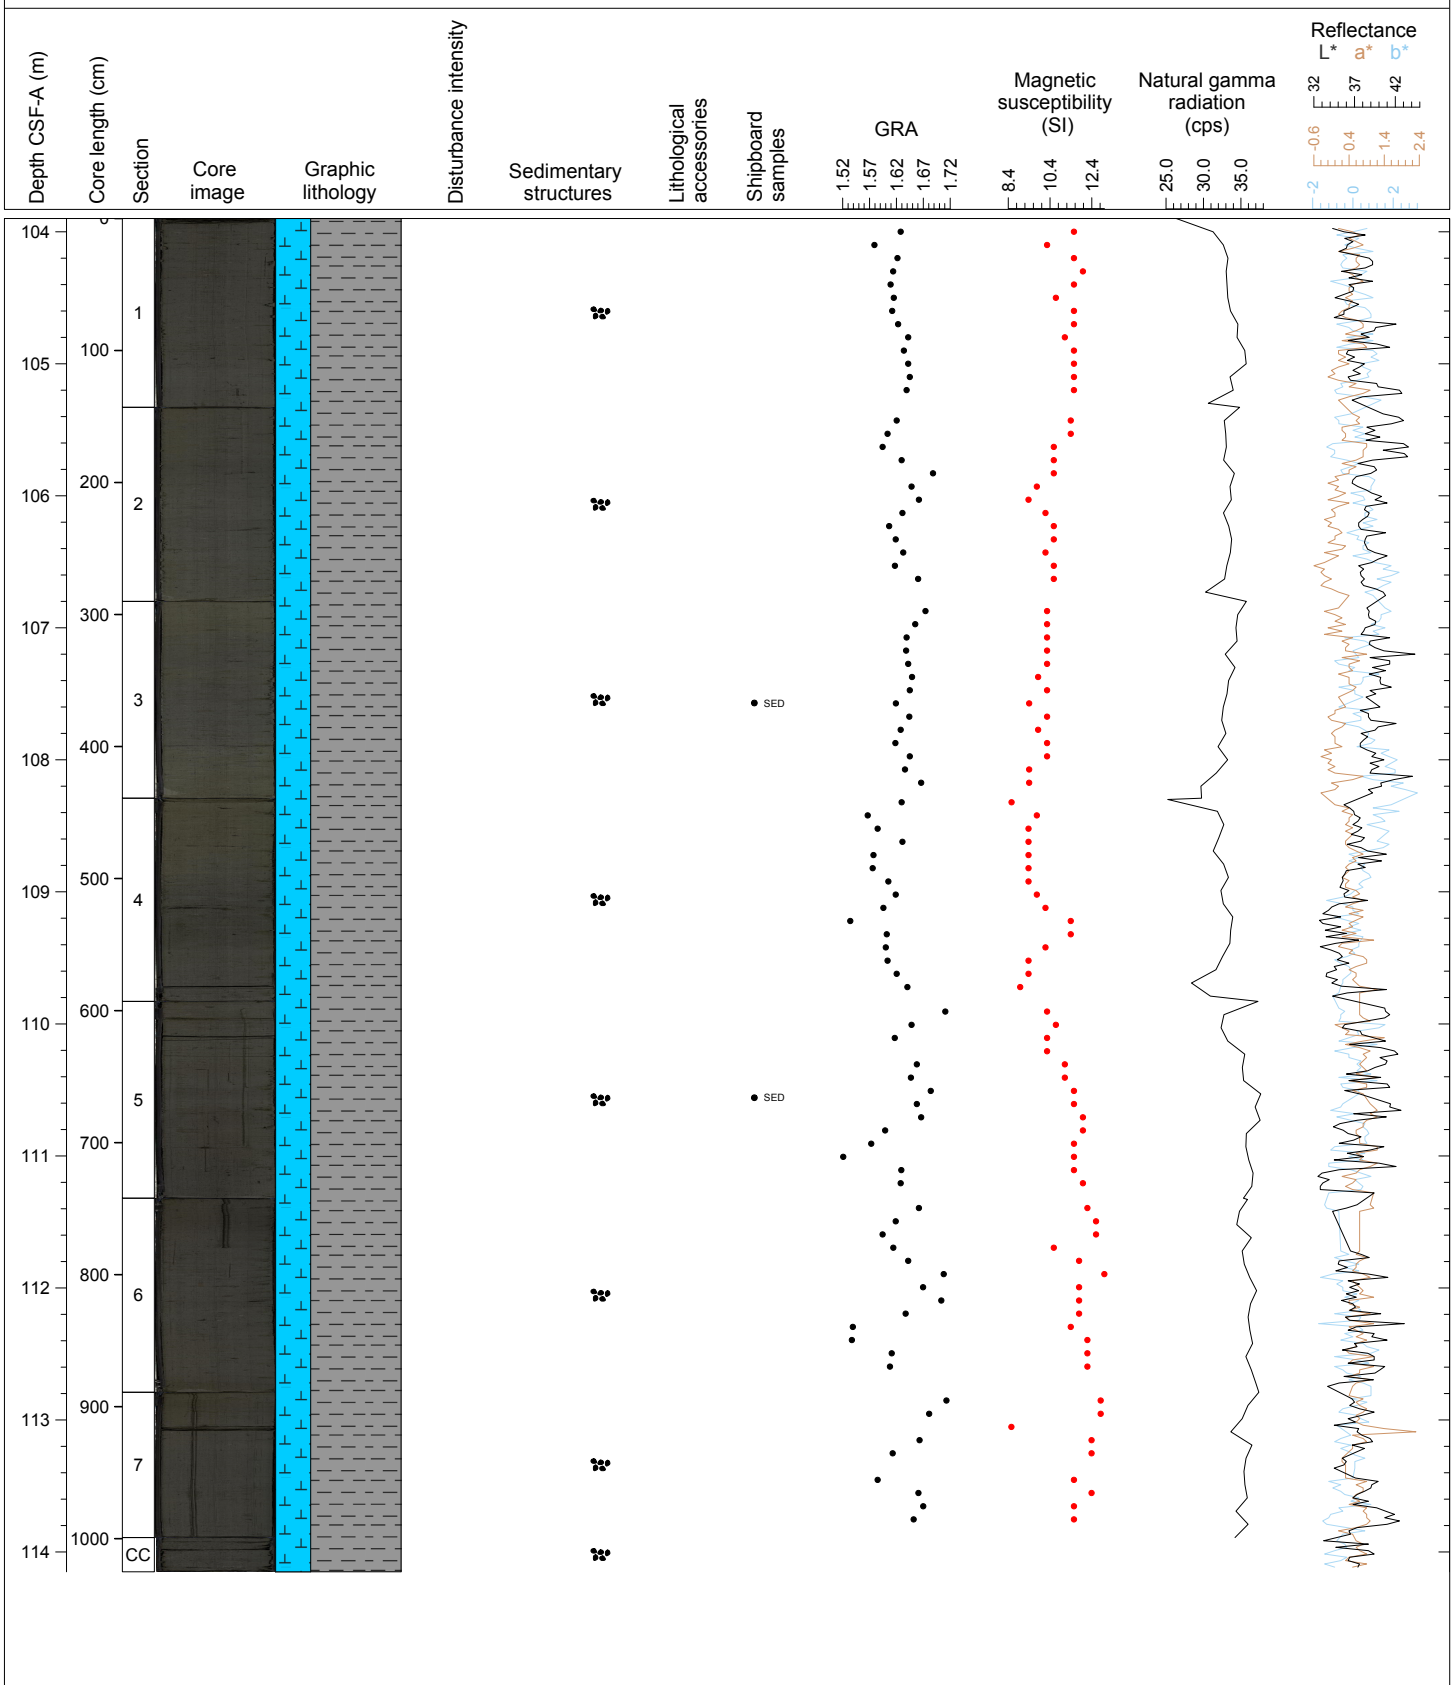 Depth CSF-A (m)
Core length (cm)
Section
Core
image
Graphic
lithology
Disturbance intensity
Sedimentary
structures
Lithological
accessories
Shipboard
samples
GRA
1.52 1.57 1.62 1.67 1.72
Magnetic
susceptibility
(SI)
8.4 10.4 12.4
Natural gamma
radiation
(cps)
25.0 30.0 35.0
Reflectance
L* a* b*
32 37 42
-0.6 0.4 1.4 2.4
-2 0 2
0
104
1
100
105
2
200
106
300
107
3
SED
400
108
500
109
4
600
110
5
SED
700
111
800
112
6
900
113
7
1000
114
CC